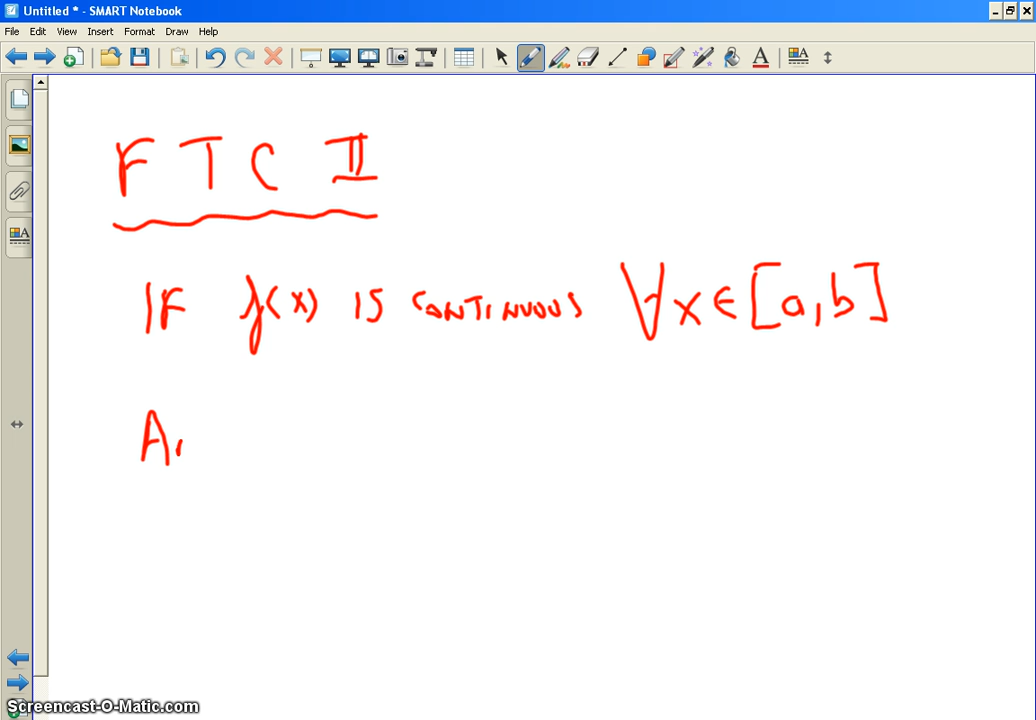 Untitled * - SMART Notebook
File Edit View Insert Format Draw Help
F T C II
IF f(x) IS CONTINUOUS ∀x∈[a,b]
Screencast-O-Matic.com